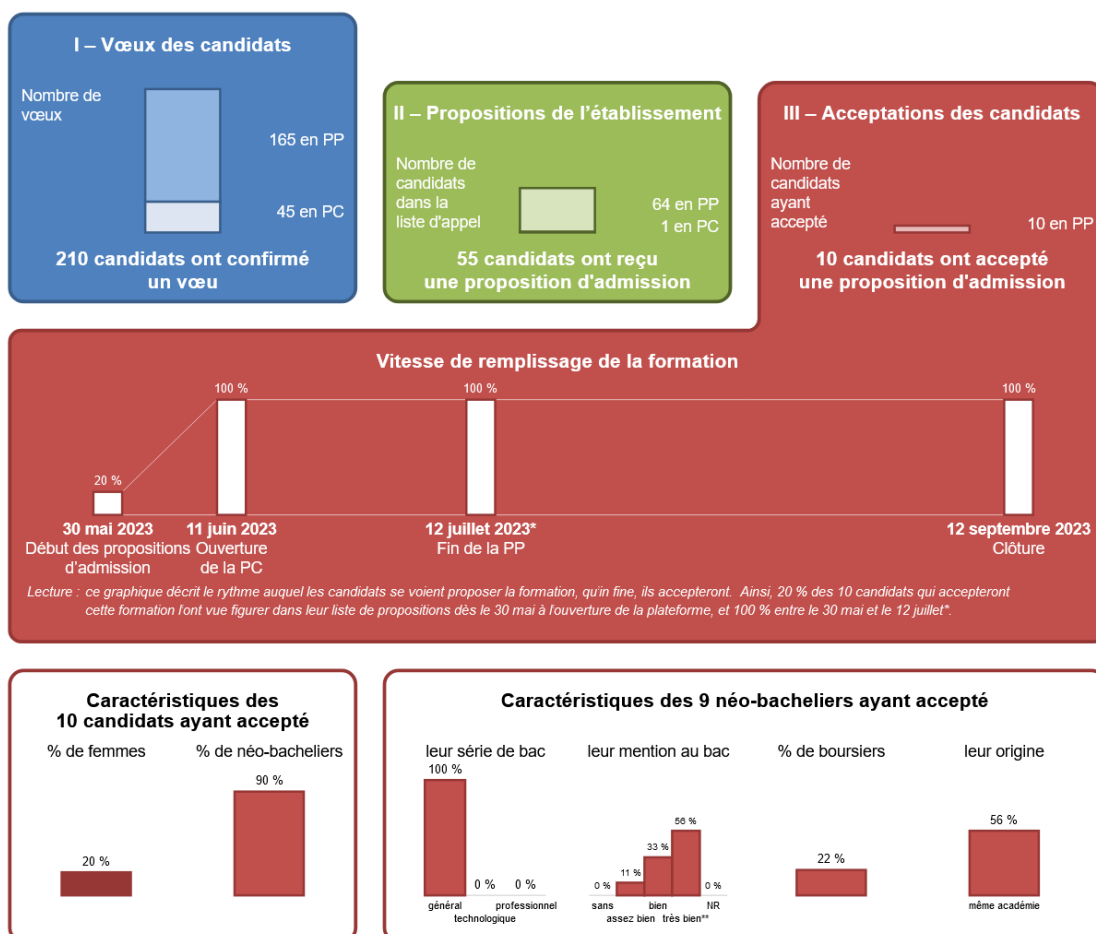 I – Vœux des candidats
Nombre de
vœux
165 en PP
45 en PC
210 candidats ont confirmé
un vœu
II – Propositions de l'établissement
Nombre de
candidats
dans la
liste d'appel
64 en PP
1 en PC
55 candidats ont reçu
une proposition d'admission
III – Acceptations des candidats
Nombre de
candidats
ayant
accepté
10 en PP
10 candidats ont accepté
une proposition d'admission
Vitesse de remplissage de la formation
20 %
100 %
100 %
100 %
30 mai 2023
Début des propositions
d'admission
11 juin 2023
Ouverture
de la PC
12 juillet 2023*
Fin de la PP
12 septembre 2023
Clôture
Lecture : ce graphique décrit le rythme auquel les candidats se voient proposer la formation, qu'in fine, ils accepteront. Ainsi, 20 % des 10 candidats qui accepteront
cette formation l'ont vue figurer dans leur liste de propositions dès le 30 mai à l'ouverture de la plateforme, et 100 % entre le 30 mai et le 12 juillet*.
Caractéristiques des
10 candidats ayant accepté
% de femmes
20 %
% de néo-bacheliers
90 %
Caractéristiques des 9 néo-bacheliers ayant accepté
leur série de bac
100 %
0 %
0 %
général
professionnel
technologique
leur mention au bac
0 %
11 %
33 %
56 %
0 %
sans
bien
NR
assez bien
très bien**
% de boursiers
22 %
leur origine
56 %
même académie